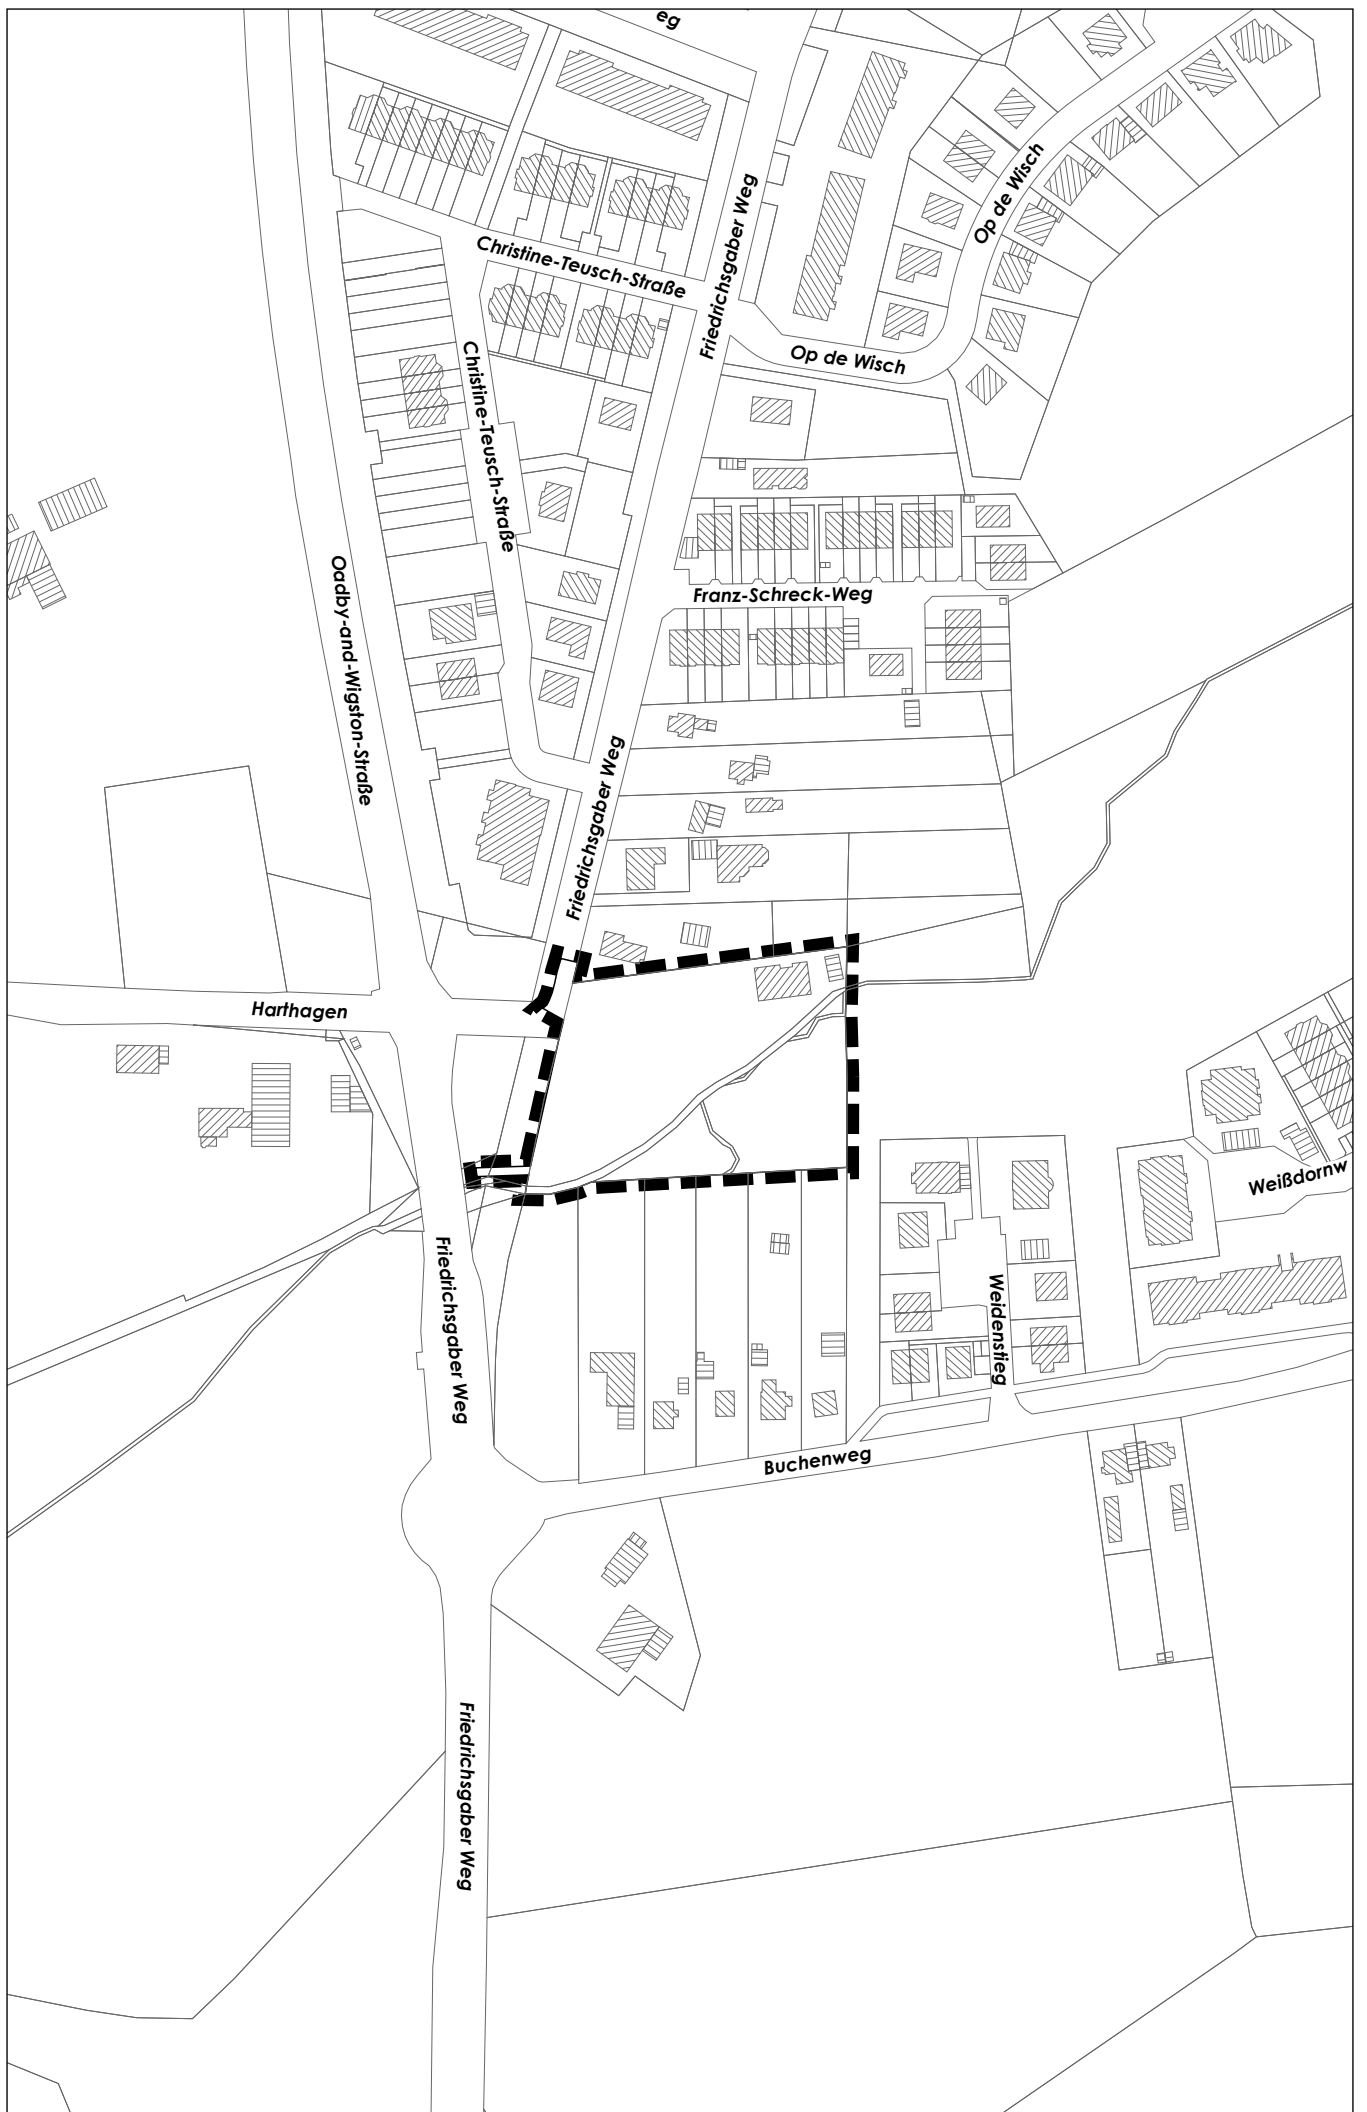 eg
Op de Wisch
Friedrichsgaber Weg
Christine-Teusch-Straße
Op de Wisch
Christine-Teusch-Straße
Oadby-and-Wigston-Straße
Franz-Schreck-Weg
Friedrichsgaber Weg
Harthagen
Weißdornw
Friedrichsgaber Weg
Weidenstieg
Buchenweg
Friedrichsgaber Weg